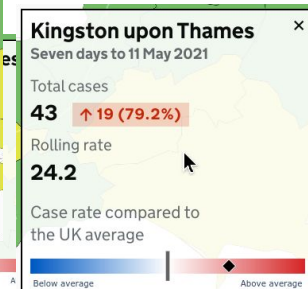 Kingston upon Thames
×
Seven days to 11 May 2021
es
Total cases
43 ↑ 19 (79.2%)
Rolling rate
24.2
Case rate compared to
the UK average
Below average Above average
A